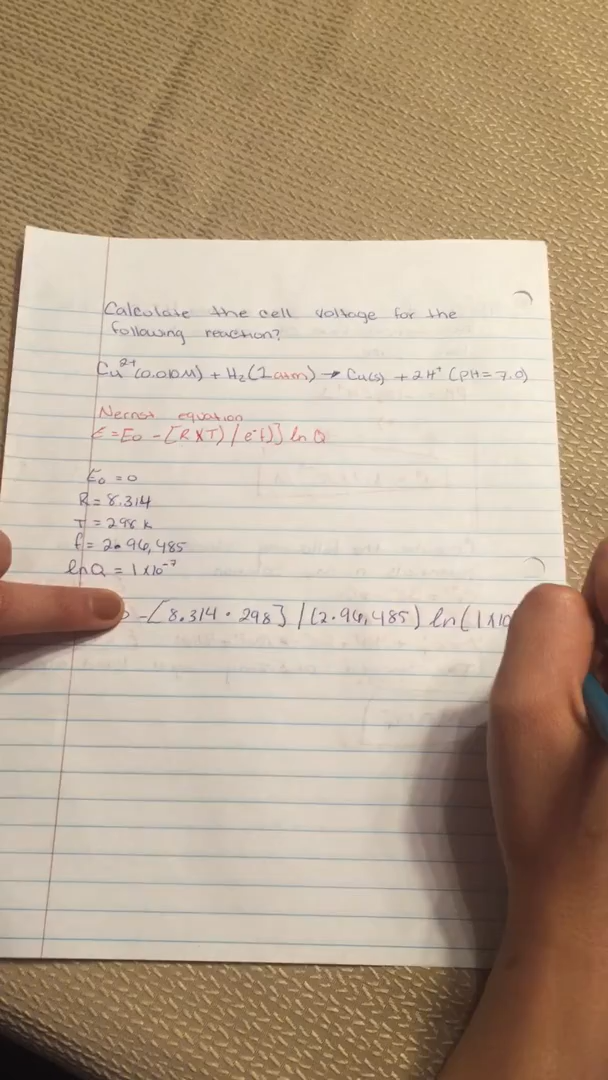 Calculate the cell voltage for the
following reaction?
Cu²⁺(0.010M) + H₂(1atm) → Cu(s) + 2H⁺ (pH=7.0)
Nernst equation
E=E₀ -[RXT)/(e⁻f)] ln Q
E₀ = 0
R = 8.314
T = 298 K
f = 2•96,485
lnQ = 1x10⁻⁷
-[8.314 • 298]/(2.96,485) ln(1x10